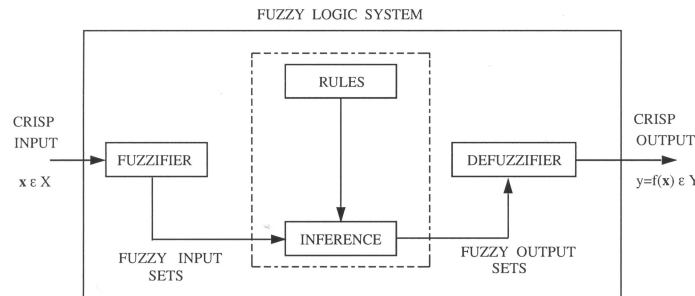 FUZZY LOGIC SYSTEM
RULES
CRISP
INPUT
FUZZIFIER
x ε X
INFERENCE
FUZZY INPUT
SETS
DEFUZZIFIER
FUZZY OUTPUT
SETS
CRISP
OUTPUT
y=f(x) ε Y